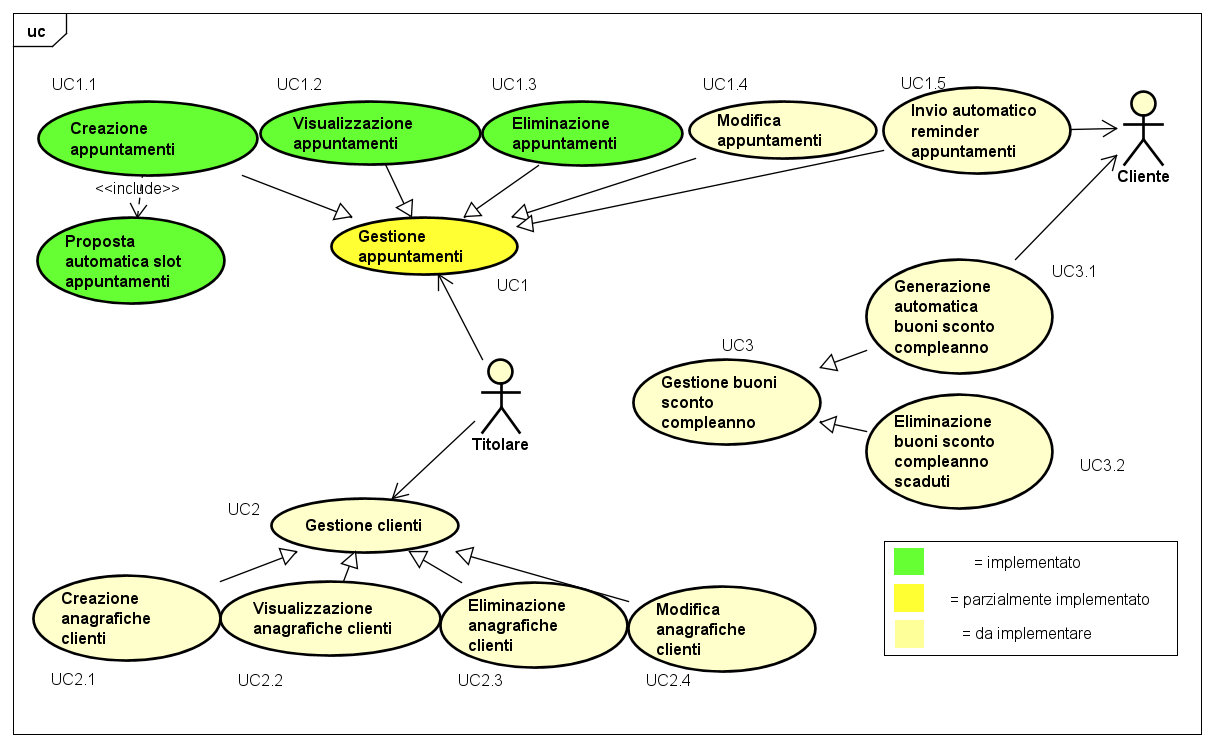 uc
UC1.1
UC1.2
UC1.3
UC1.4
UC1.5
Creazione
appuntamenti
Visualizzazione
appuntamenti
Eliminazione
appuntamenti
Modifica
appuntamenti
Invio automatico
reminder
appuntamenti
Cliente
<<include>>
Proposta
automatica slot
appuntamenti
Gestione
appuntamenti
UC1
UC3.1
Generazione
automatica
buoni sconto
compleanno
UC3
Gestione buoni
sconto
compleanno
Eliminazione
buoni sconto
compleanno
scaduti
UC3.2
Titolare
UC2
Gestione clienti
Creazione
anagrafiche
clienti
Visualizzazione
anagrafiche clienti
Eliminazione
anagrafiche
clienti
Modifica
anagrafiche
clienti
UC2.1
UC2.2
UC2.3
UC2.4
= implementato
= parzialmente implementato
= da implementare